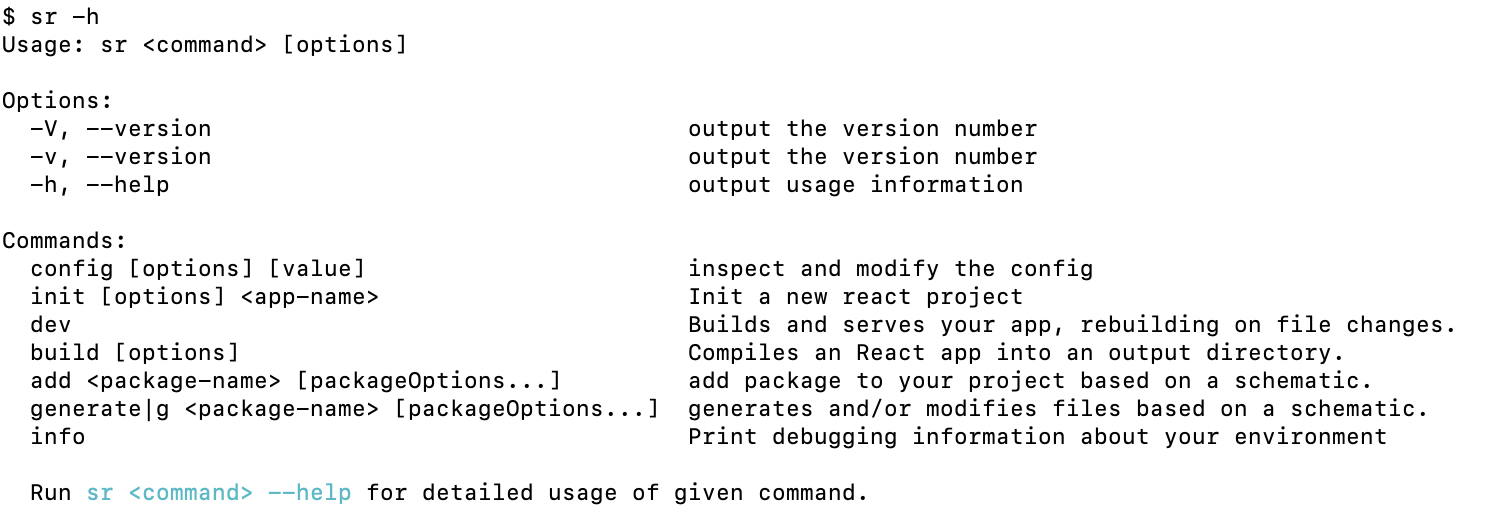 $ sr -h
Usage: sr <command> [options]

Options:
  -V, --version                                  output the version number
  -v, --version                                  output the version number
  -h, --help                                     output usage information

Commands:
  config [options] [value]                       inspect and modify the config
  init [options] <app-name>                      Init a new react project
  dev                                            Builds and serves your app, rebuilding on file changes.
  build [options]                                Compiles an React app into an output directory.
  add <package-name> [packageOptions...]         add package to your project based on a schematic.
  generate|g <package-name> [packageOptions...]  generates and/or modifies files based on a schematic.
  info                                           Print debugging information about your environment

  Run sr <command> --help for detailed usage of given command.